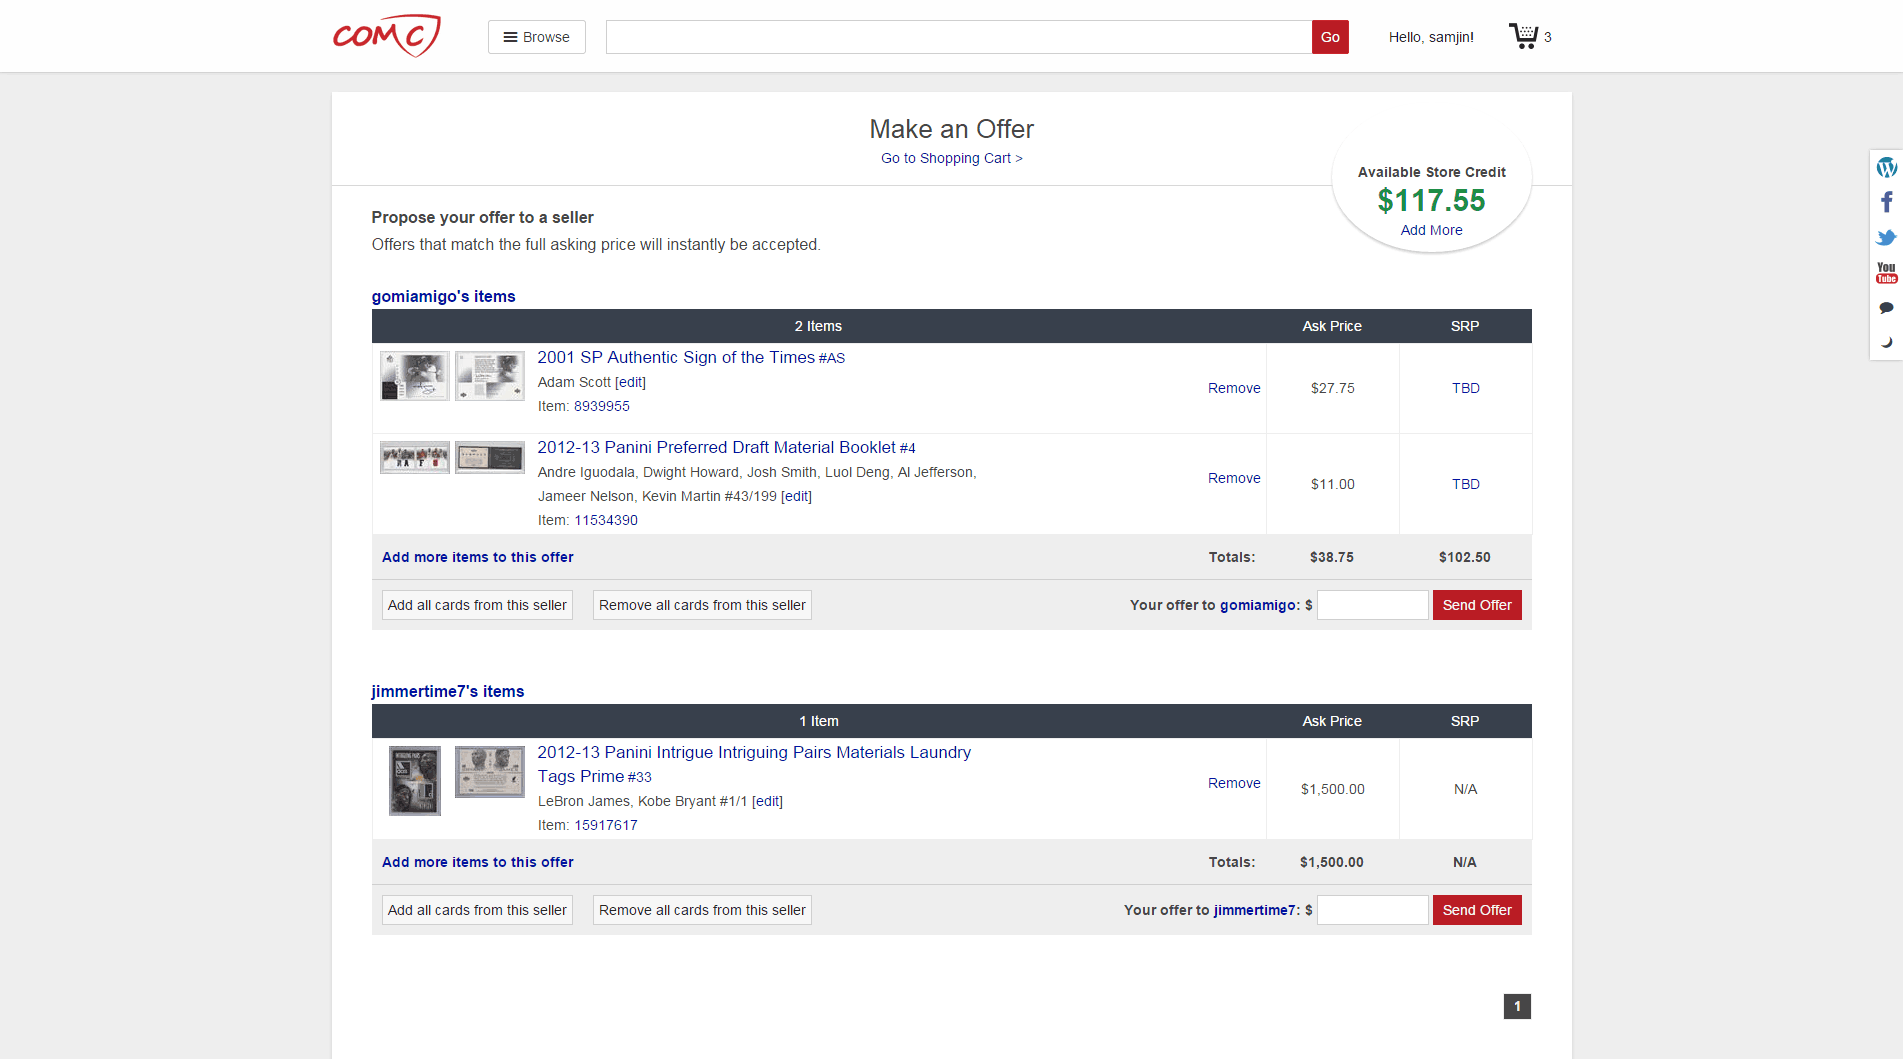 COMC
Browse
Go
Hello, samjin!
3
Make an Offer
Go to Shopping Cart >
Available Store Credit
$117.55
Add More
Propose your offer to a seller
Offers that match the full asking price will instantly be accepted.
You
Tube
gomiamigo's items
2 Items Ask Price SRP
2001 SP Authentic Sign of the Times #AS
Adam Scott [edit]
Item: 8939955
Remove $27.75 TBD
2012-13 Panini Preferred Draft Material Booklet #4
Andre Iguodala, Dwight Howard, Josh Smith, Luol Deng, Al Jefferson,
Jameer Nelson, Kevin Martin #43/199 [edit]
Item: 11534390
Remove $11.00 TBD
Add more items to this offer Totals: $38.75 $102.50
Add all cards from this seller Remove all cards from this seller Your offer to gomiamigo: $ Send Offer
jimmertime7's items
1 Item Ask Price SRP
2012-13 Panini Intrigue Intriguing Pairs Materials Laundry
Tags Prime #33
LeBron James, Kobe Bryant #1/1 [edit]
Item: 15917617
Remove $1,500.00 N/A
Add more items to this offer Totals: $1,500.00 N/A
Add all cards from this seller Remove all cards from this seller Your offer to jimmertime7: $ Send Offer
1